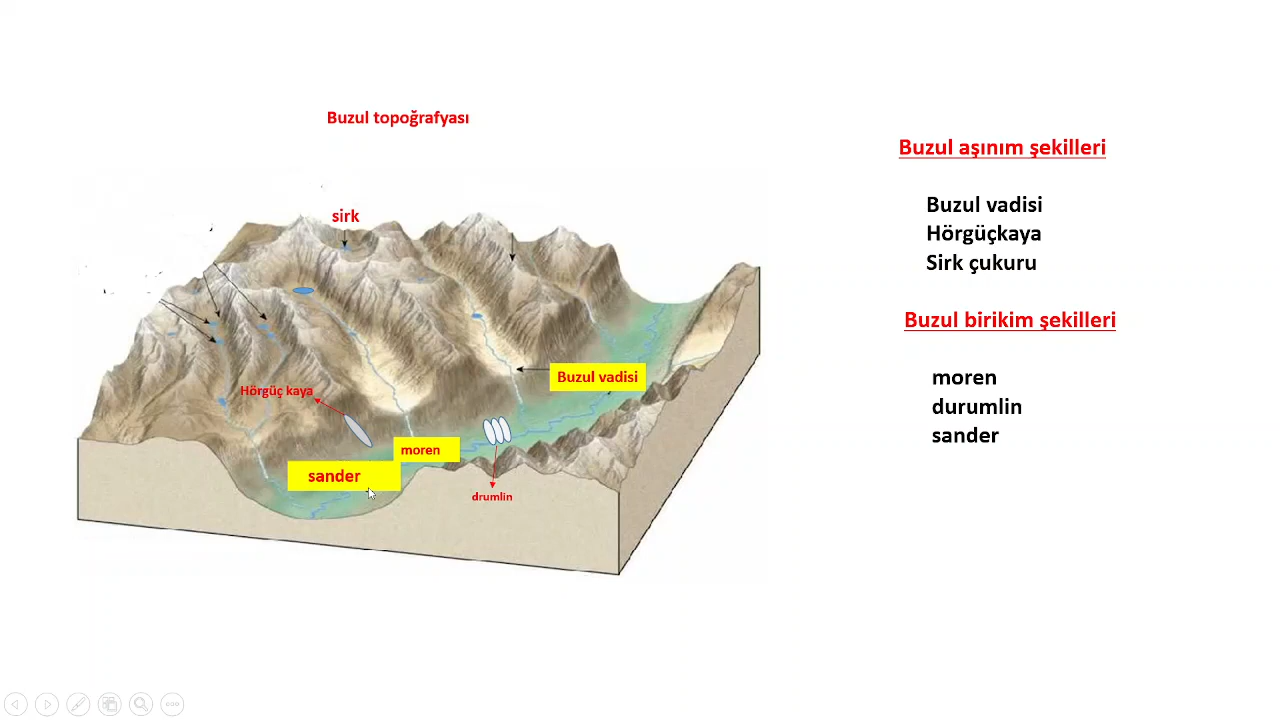 Buzul topoğrafyası
sirk
Hörgüç kaya
Buzul vadisi
moren
sander
drumlin
Buzul aşınım şekilleri
Buzul vadisi
Hörgüçkaya
Sirk çukuru
Buzul birikim şekilleri
moren
durumlin
sander